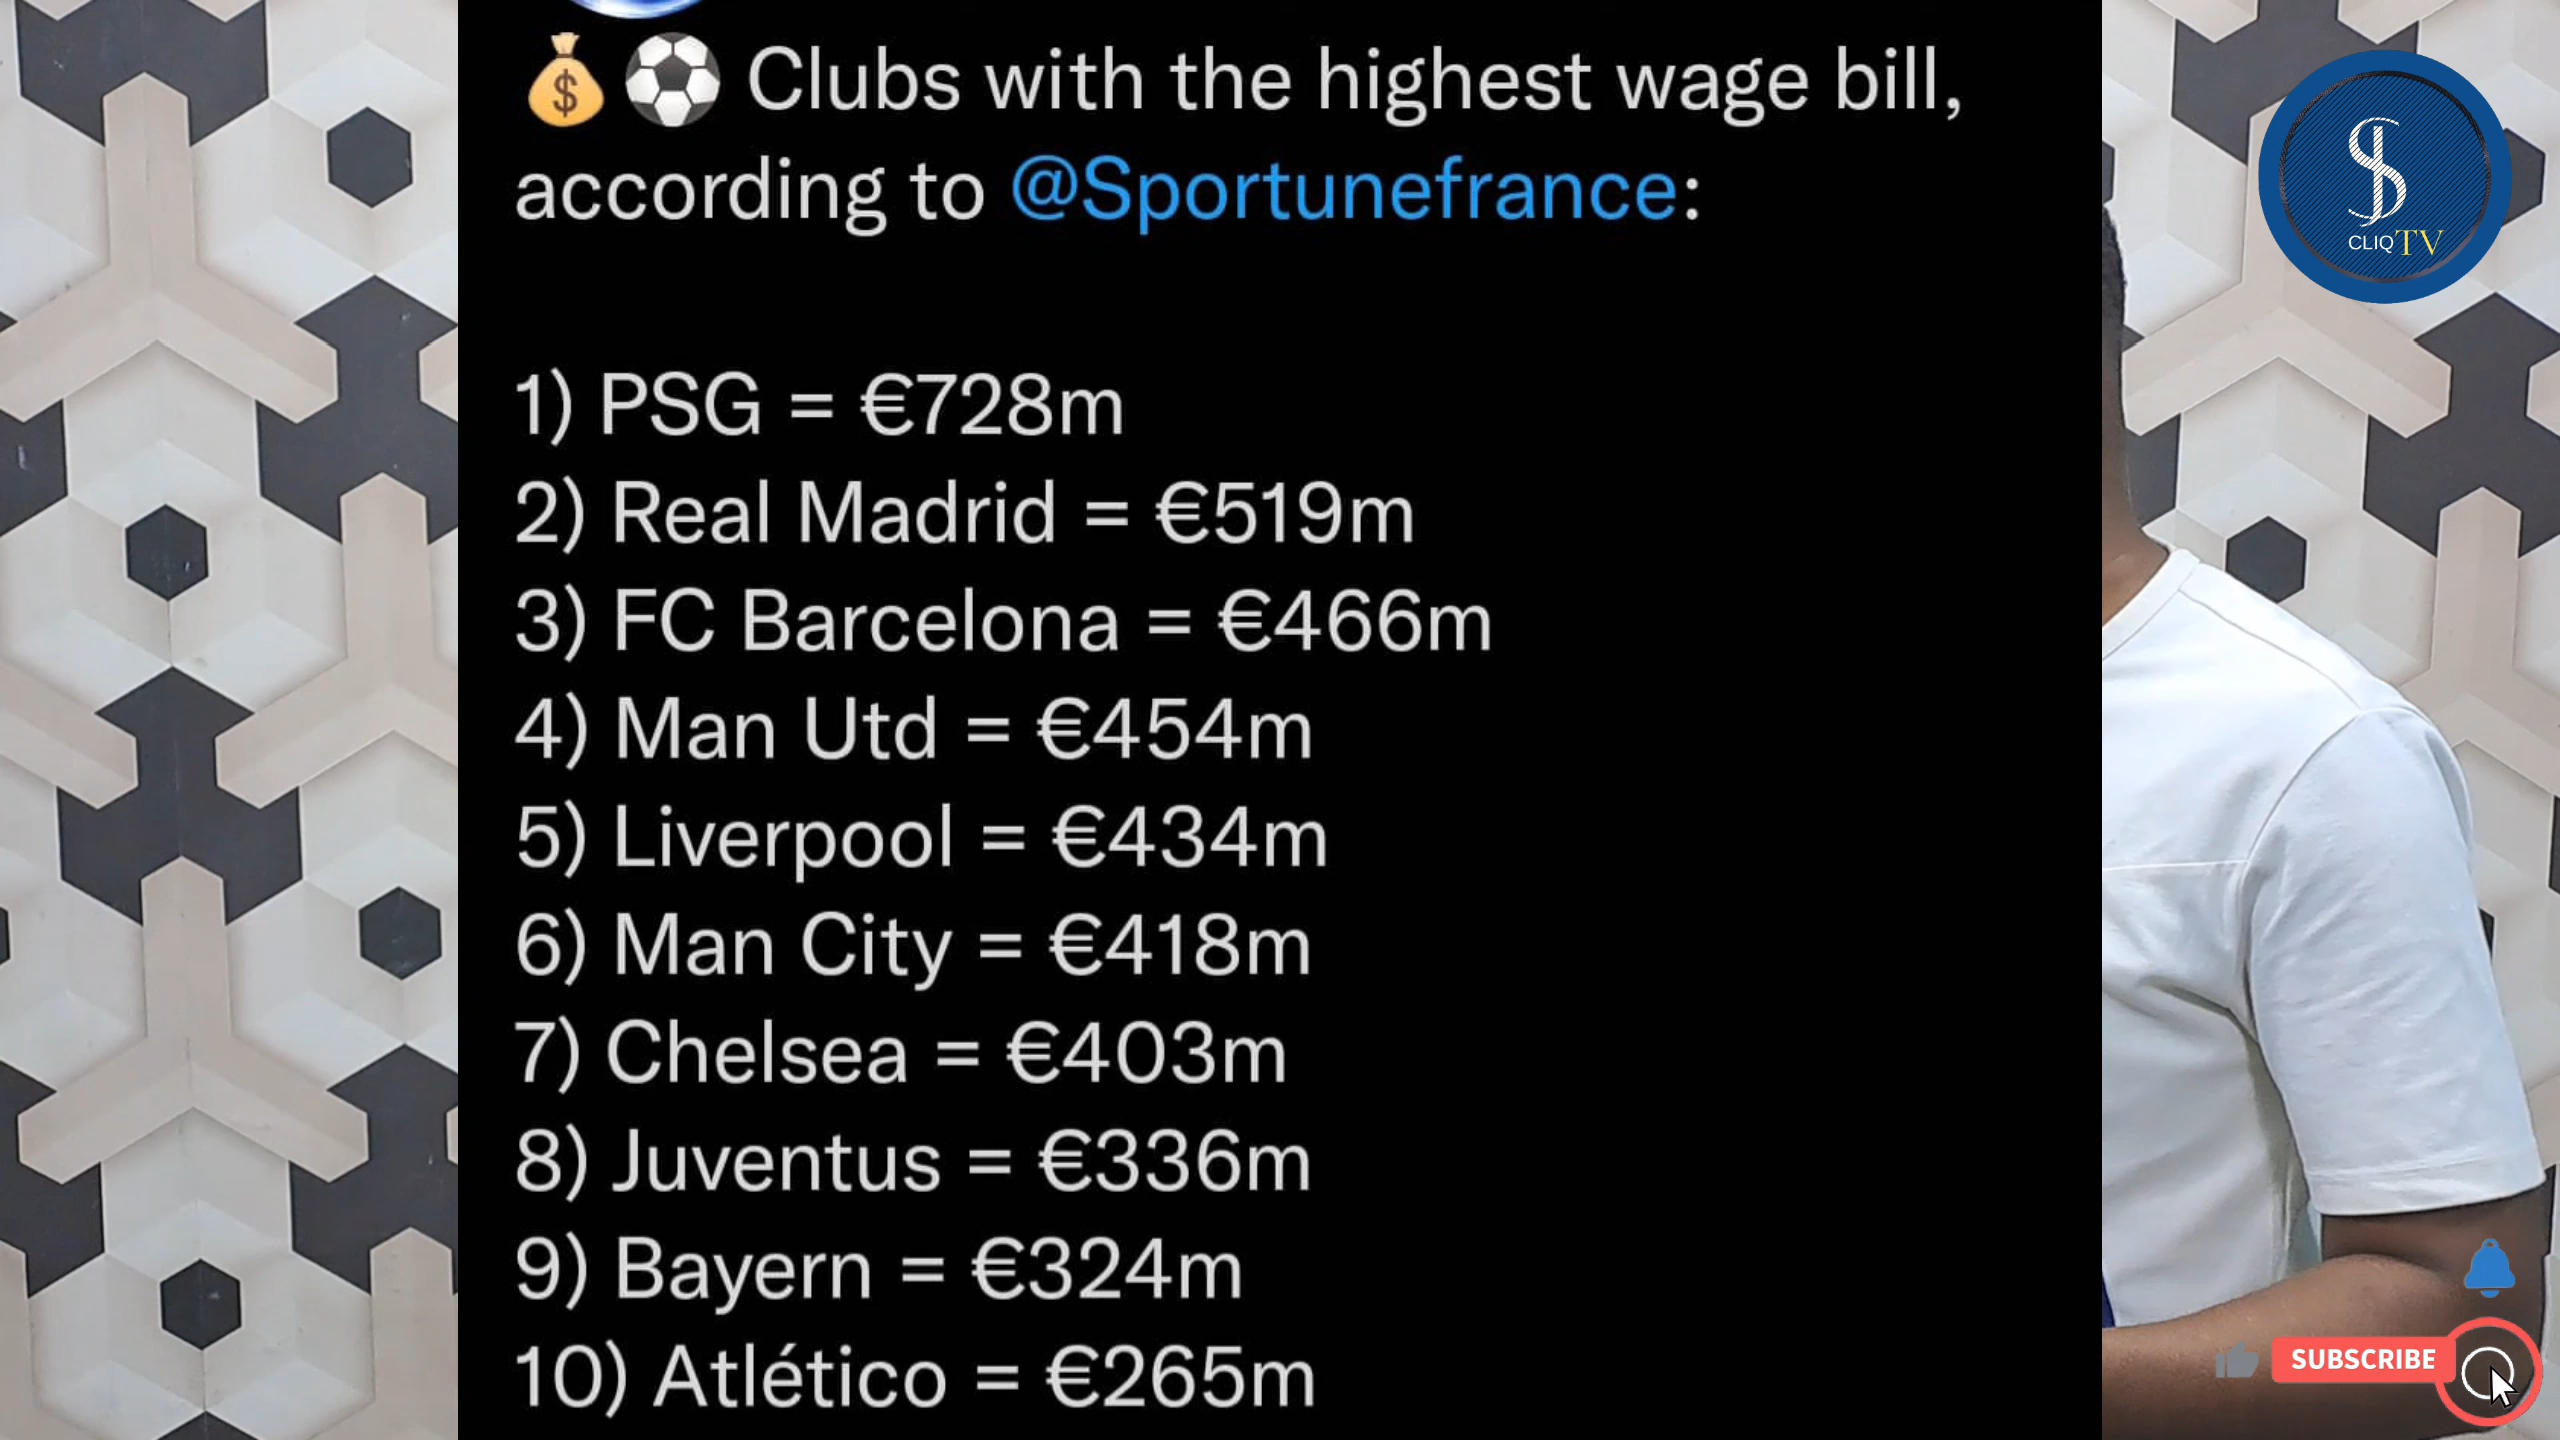 💰⚽ Clubs with the highest wage bill,
according to @Sportunefrance:
1) PSG = €728m
2) Real Madrid = €519m
3) FC Barcelona = €466m
4) Man Utd = €454m
5) Liverpool = €434m
6) Man City = €418m
7) Chelsea = €403m
8) Juventus = €336m
9) Bayern = €324m
10) Atlético = €265m
CLIQTV
SUBSCRIBE